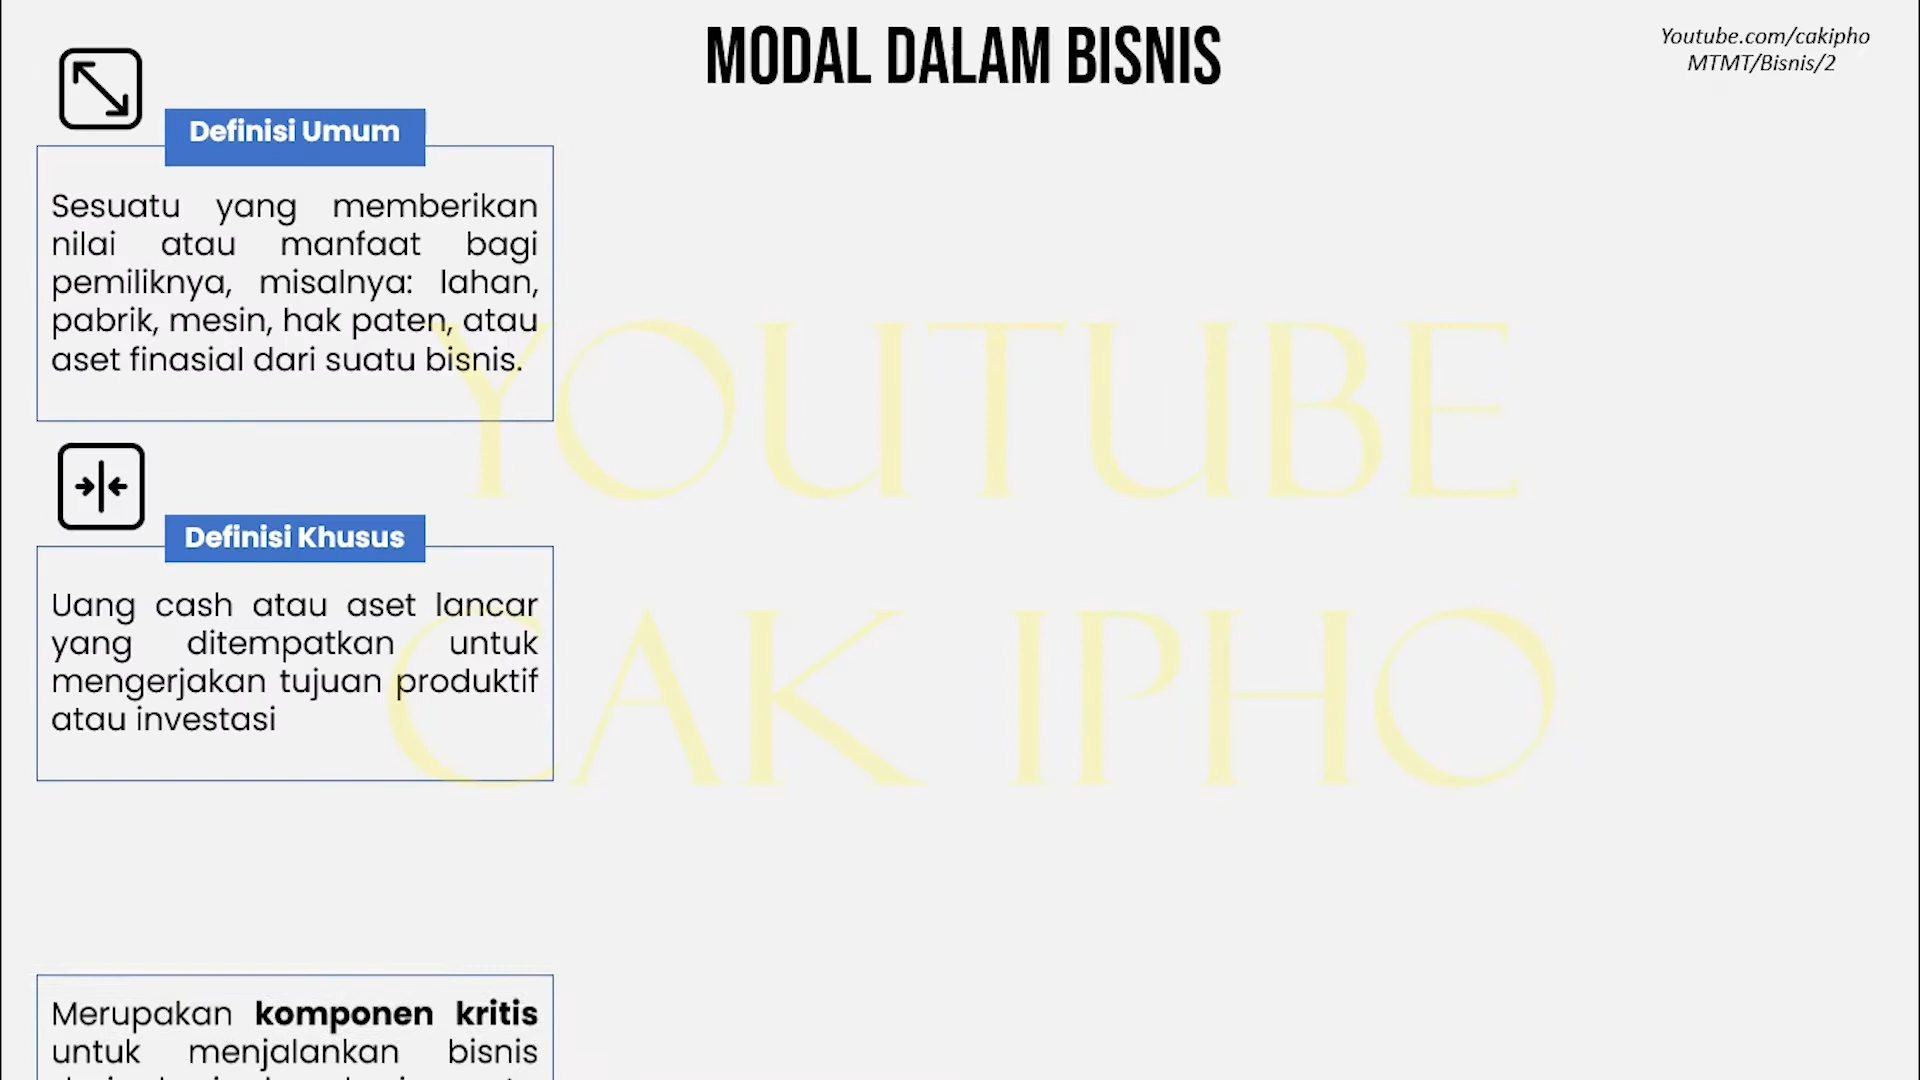 MODAL DALAM BISNIS
Youtube.com/cakipho
MTMT/Bisnis/2
Definisi Umum
Sesuatu yang memberikan
nilai atau manfaat bagi
pemiliknya, misalnya: lahan,
pabrik, mesin, hak paten, atau
aset finasial dari suatu bisnis.
Definisi Khusus
Uang cash atau aset lancar
yang ditempatkan untuk
mengerjakan tujuan produktif
atau investasi
Merupakan komponen kritis
untuk menjalankan bisnis
YOUTUBE
CAK IPHO